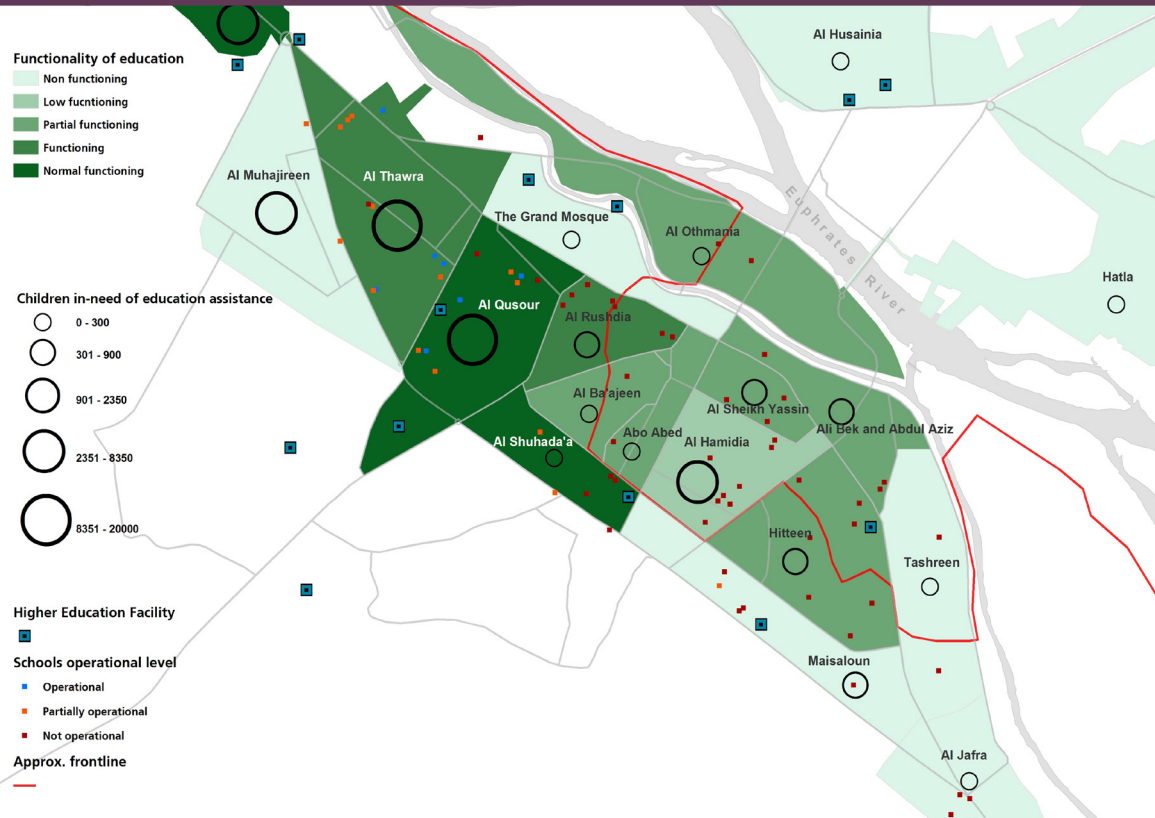 Functionality of education
Non functioning
Low fucntioning
Partial functioning
Functioning
Normal functioning
Children in-need of education assistance
0 - 300
301 - 900
901 - 2350
2351 - 8350
8351 - 20000
Higher Education Facility
Schools operational level
Operational
Partially operational
Not operational
Approx. frontline
Al Husainia
Al Muhajireen
Al Thawra
The Grand Mosque
Al Othmania
Euphrates River
Hatla
Al Qusour
Al Rushdia
Al Ba'ajeen
Al Sheikh Yassin
Ali Bek and Abdul Aziz
Al Shuhada'a
Abo Abed
Al Hamidia
Hitteen
Tashreen
Maisaloun
Al Jafra